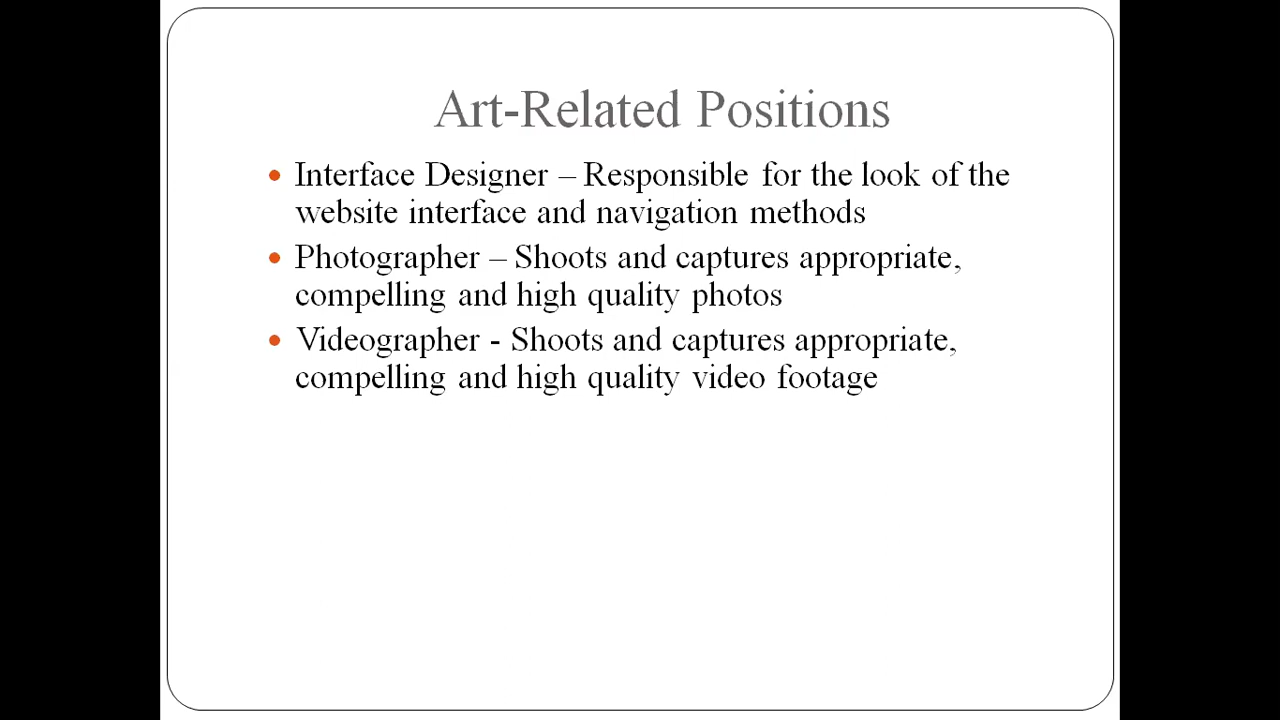 Art-Related Positions
• Interface Designer – Responsible for the look of the
website interface and navigation methods
• Photographer – Shoots and captures appropriate,
compelling and high quality photos
• Videographer - Shoots and captures appropriate,
compelling and high quality video footage